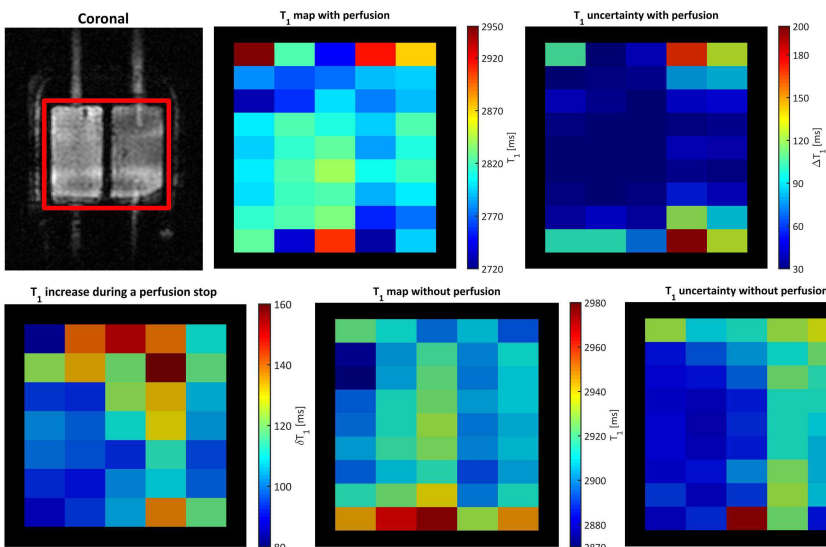 Coronal
T1 map with perfusion
T1 uncertainty with perfusion
2950
2920
2870
2820
2770
2720
T1 [ms]
200
180
150
120
90
60
30
ΔT1 [ms]
T1 increase during a perfusion stop
T1 map without perfusion
T1 uncertainty without perfusion
160
140
120
100
80
δT1 [ms]
2980
2960
2940
2920
2900
2880
2870
T1 [ms]